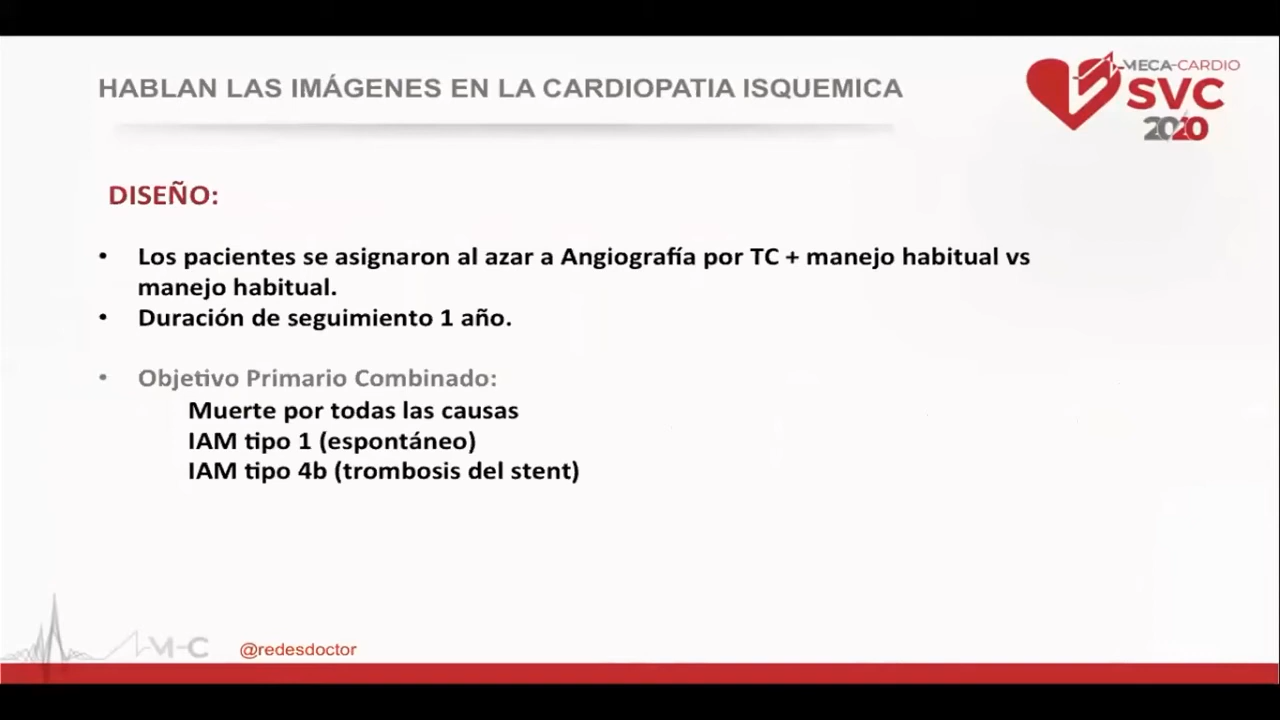 HABLAN LAS IMÁGENES EN LA CARDIOPATIA ISQUEMICA
MECA-CARDIO
SVC
2020
DISEÑO:
• Los pacientes se asignaron al azar a Angiografía por TC + manejo habitual vs
manejo habitual.
• Duración de seguimiento 1 año.
• Objetivo Primario Combinado:
Muerte por todas las causas
IAM tipo 1 (espontáneo)
IAM tipo 4b (trombosis del stent)
M-C
@redesdoctor